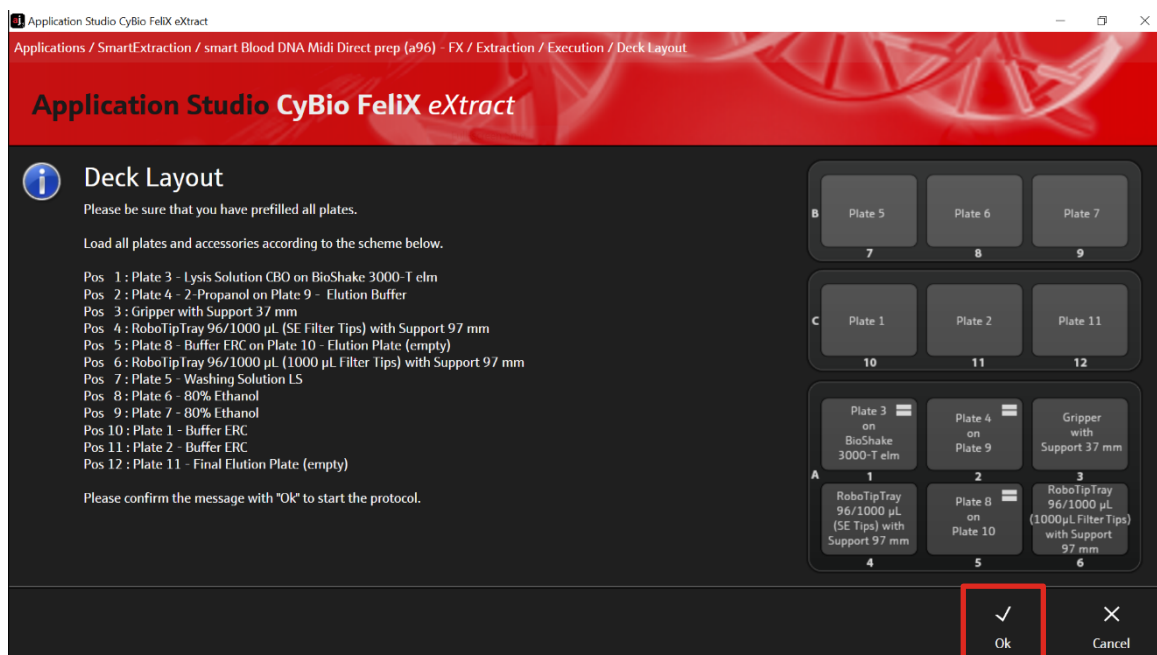 aj Application Studio CyBio FeliX eXtract
Applications / SmartExtraction / smart Blood DNA Midi Direct prep (a96) - FX / Extraction / Execution / Deck Layout
Application Studio CyBio FeliX eXtract
Deck Layout
Please be sure that you have prefilled all plates.
Load all plates and accessories according to the scheme below.
Pos 1 : Plate 3 - Lysis Solution CBO on BioShake 3000-T elm
Pos 2 : Plate 4 - 2-Propanol on Plate 9 - Elution Buffer
Pos 3 : Gripper with Support 37 mm
Pos 4 : RoboTipTray 96/1000 µL (SE Filter Tips) with Support 97 mm
Pos 5 : Plate 8 - Buffer ERC on Plate 10 - Elution Plate (empty)
Pos 6 : RoboTipTray 96/1000 µL (1000 µL Filter Tips) with Support 97 mm
Pos 7 : Plate 5 - Washing Solution LS
Pos 8 : Plate 6 - 80% Ethanol
Pos 9 : Plate 7 - 80% Ethanol
Pos 10 : Plate 1 - Buffer ERC
Pos 11 : Plate 2 - Buffer ERC
Pos 12 : Plate 11 - Final Elution Plate (empty)
Please confirm the message with "Ok" to start the protocol.
B
Plate 5
7
Plate 6
8
Plate 7
9
C
Plate 1
10
Plate 2
11
Plate 11
12
A
Plate 3
on
BioShake
3000-T elm
1
Plate 4
on
Plate 9
2
Gripper
with
Support 37 mm
3
RoboTipTray
96/1000 µL
(SE Tips) with
Support 97 mm
4
Plate 8
on
Plate 10
5
RoboTipTray
96/1000 µL
(1000µL Filter Tips)
with Support
97 mm
6
Ok
Cancel